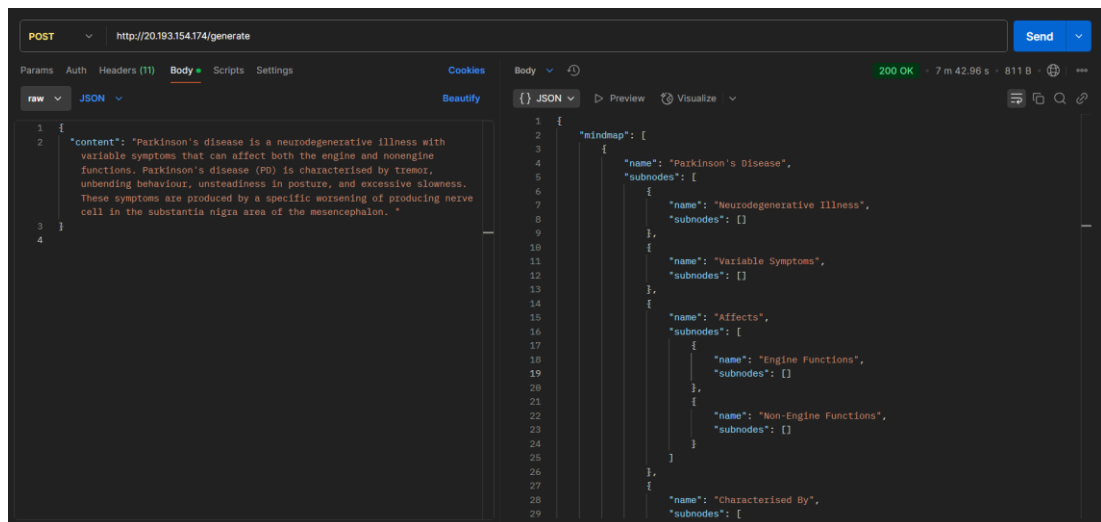 POST http://20.193.154.174/generate Send
Params Auth Headers (11) Body Scripts Settings Cookies
raw JSON Beautify
1 {
2 "content": "Parkinson's disease is a neurodegenerative illness with
variable symptoms that can affect both the engine and nonengine
functions. Parkinson's disease (PD) is characterised by tremor,
unbending behaviour, unsteadiness in posture, and excessive slowness.
These symptoms are produced by a specific worsening of producing nerve
cell in the substantia nigra area of the mesencephalon. "
3 }
4
Body 200 OK 7 m 42.96 s 811 B
{} JSON Preview Visualize
1 {
2 "mindmap": [
3 {
4 "name": "Parkinson's Disease",
5 "subnodes": [
6 {
7 "name": "Neurodegenerative Illness",
8 "subnodes": []
9 },
10 {
11 "name": "Variable Symptoms",
12 "subnodes": []
13 },
14 {
15 "name": "Affects",
16 "subnodes": [
17 {
18 "name": "Engine Functions",
19 "subnodes": []
20 },
21 {
22 "name": "Non-Engine Functions",
23 "subnodes": []
24 }
25 ]
26 },
27 {
28 "name": "Characterised By",
29 "subnodes": [